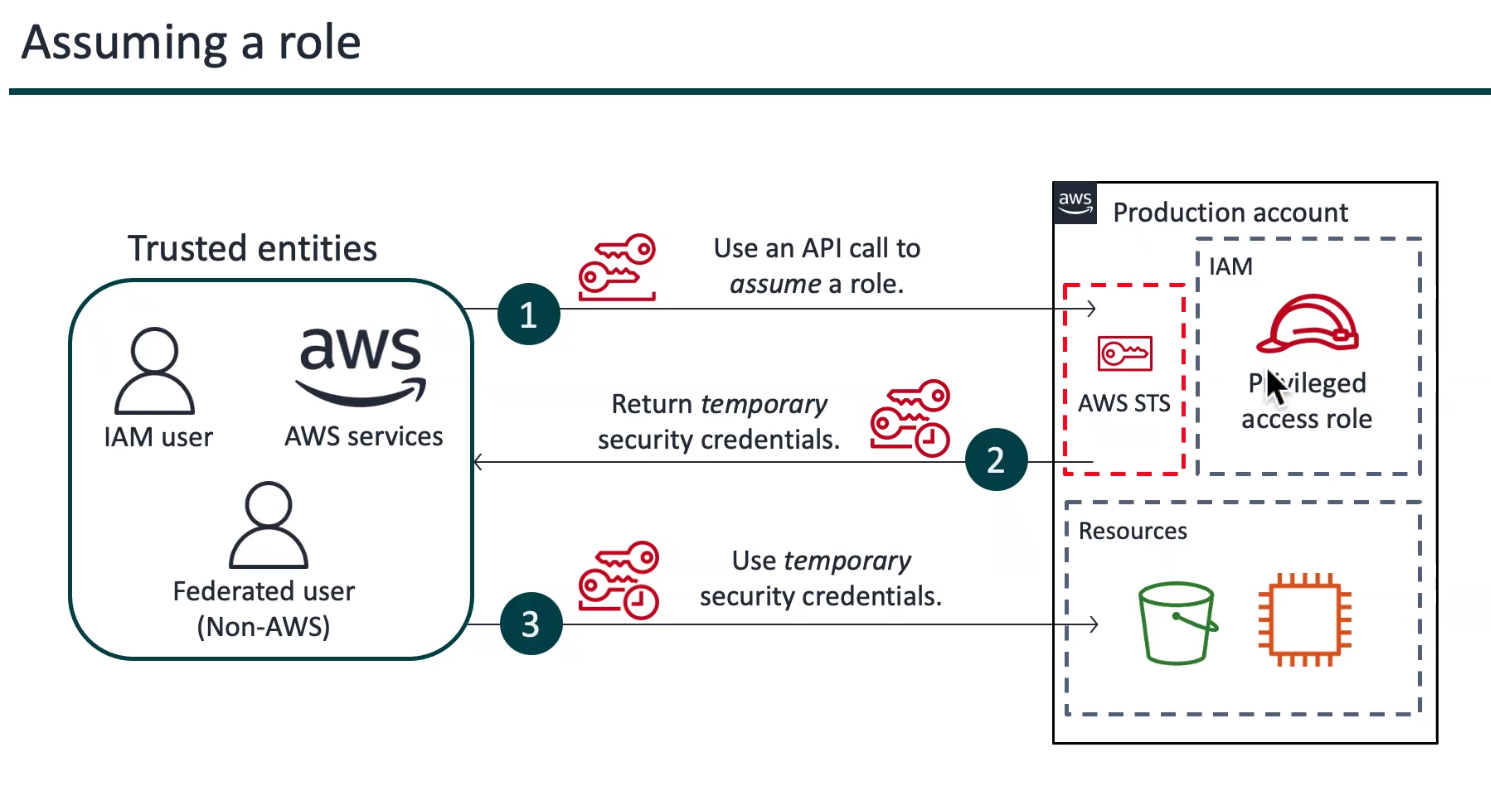 Assuming a role
aws
Production account
Trusted entities
Use an API call to
assume a role.
IAM
1
aws
IAM user
AWS services
Return temporary
security credentials.
2
AWS STS
Privileged
access role
Federated user
(Non-AWS)
3
Use temporary
security credentials.
Resources